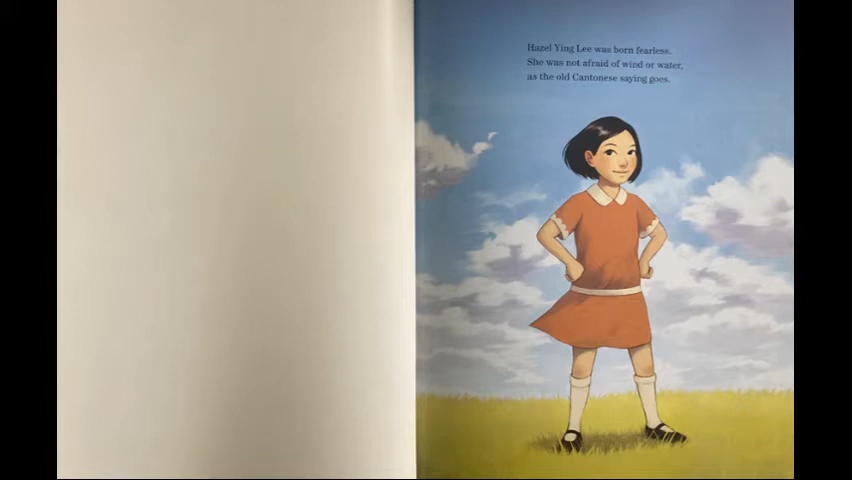 Hazel Ying Lee was born fearless.
She was not afraid of wind or water,
as the old Cantonese saying goes.